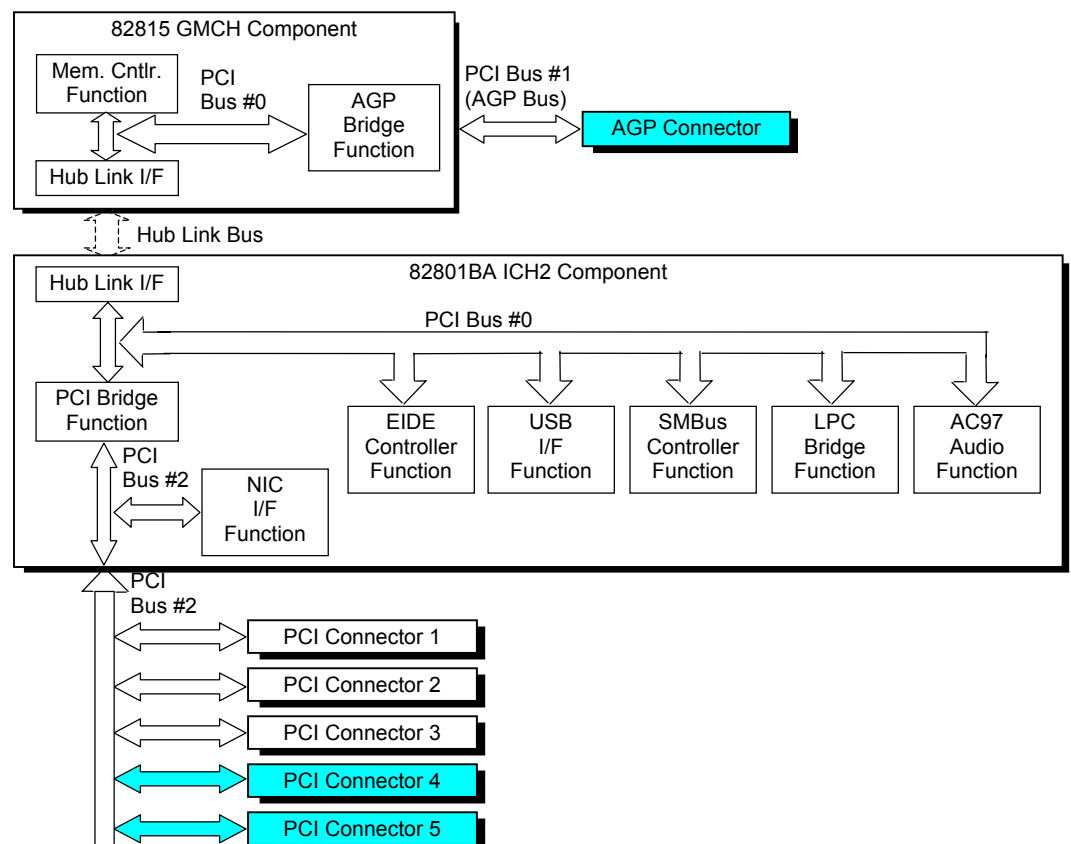 82815 GMCH Component
Mem. Cntlr.
Function
PCI
Bus #0
AGP
Bridge
Function
Hub Link I/F
PCI Bus #1
(AGP Bus)
AGP Connector
Hub Link Bus
82801BA ICH2 Component
Hub Link I/F
PCI Bus #0
PCI Bridge
Function
EIDE
Controller
Function
USB
I/F
Function
SMBus
Controller
Function
LPC
Bridge
Function
AC97
Audio
Function
PCI
Bus #2
NIC
I/F
Function
PCI
Bus #2
PCI Connector 1
PCI Connector 2
PCI Connector 3
PCI Connector 4
PCI Connector 5